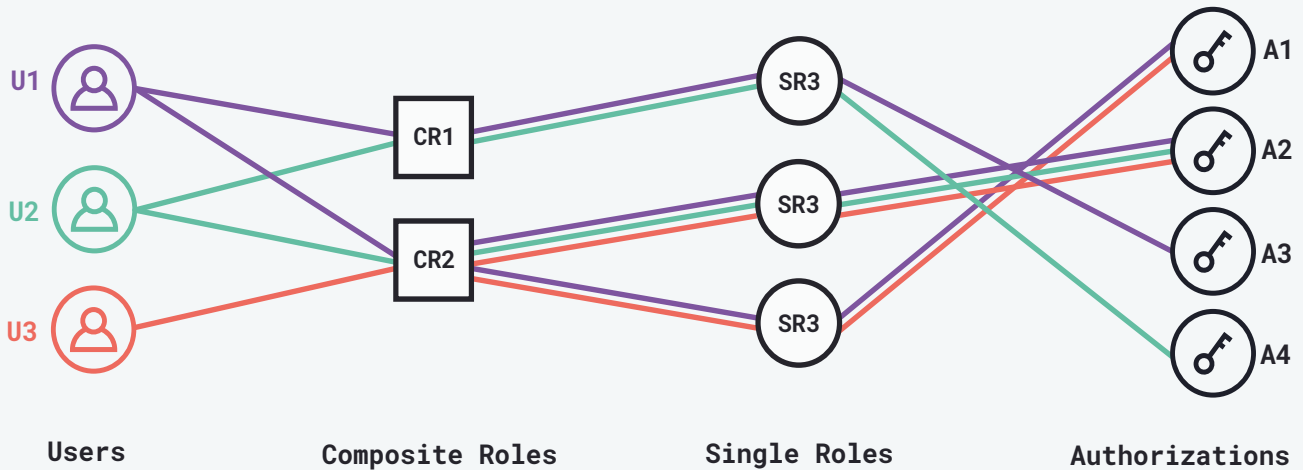 U1
U2
U3
CR1
CR2
SR3
SR3
SR3
A1
A2
A3
A4
Users
Composite Roles
Single Roles
Authorizations